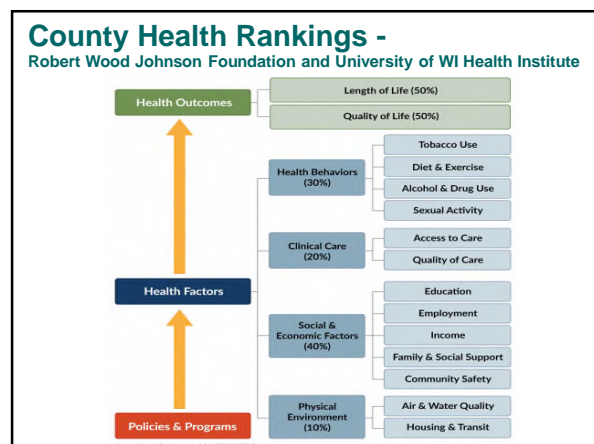 County Health Rankings -
Robert Wood Johnson Foundation and University of WI Health Institute
Health Outcomes
Length of Life (50%)
Quality of Life (50%)
Health Factors
Health Behaviors
(30%)
Tobacco Use
Diet & Exercise
Alcohol & Drug Use
Sexual Activity
Clinical Care
(20%)
Access to Care
Quality of Care
Social &
Economic Factors
(40%)
Education
Employment
Income
Family & Social Support
Community Safety
Physical
Environment
(10%)
Air & Water Quality
Housing & Transit
Policies & Programs